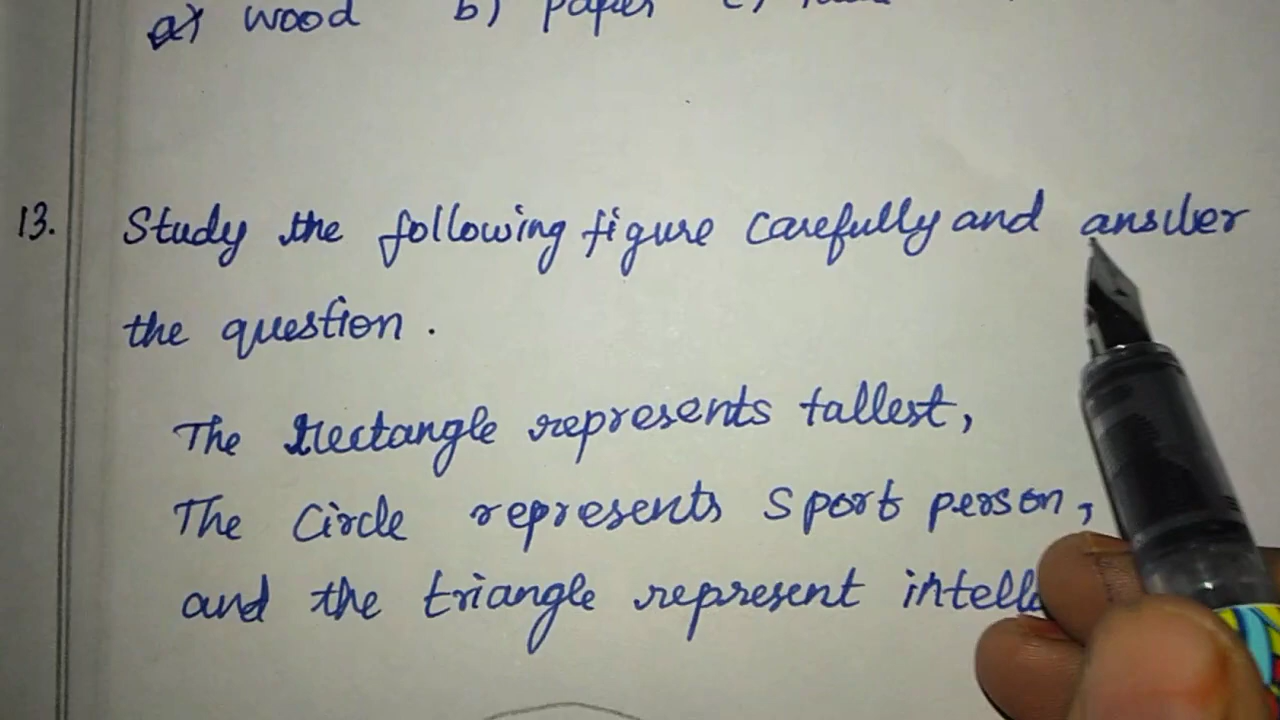 a) wood b) paper c)
13. Study the following figure carefully and answer
the question.
The Rectangle represents tallest,
The Circle represents Sport person,
and the triangle represent